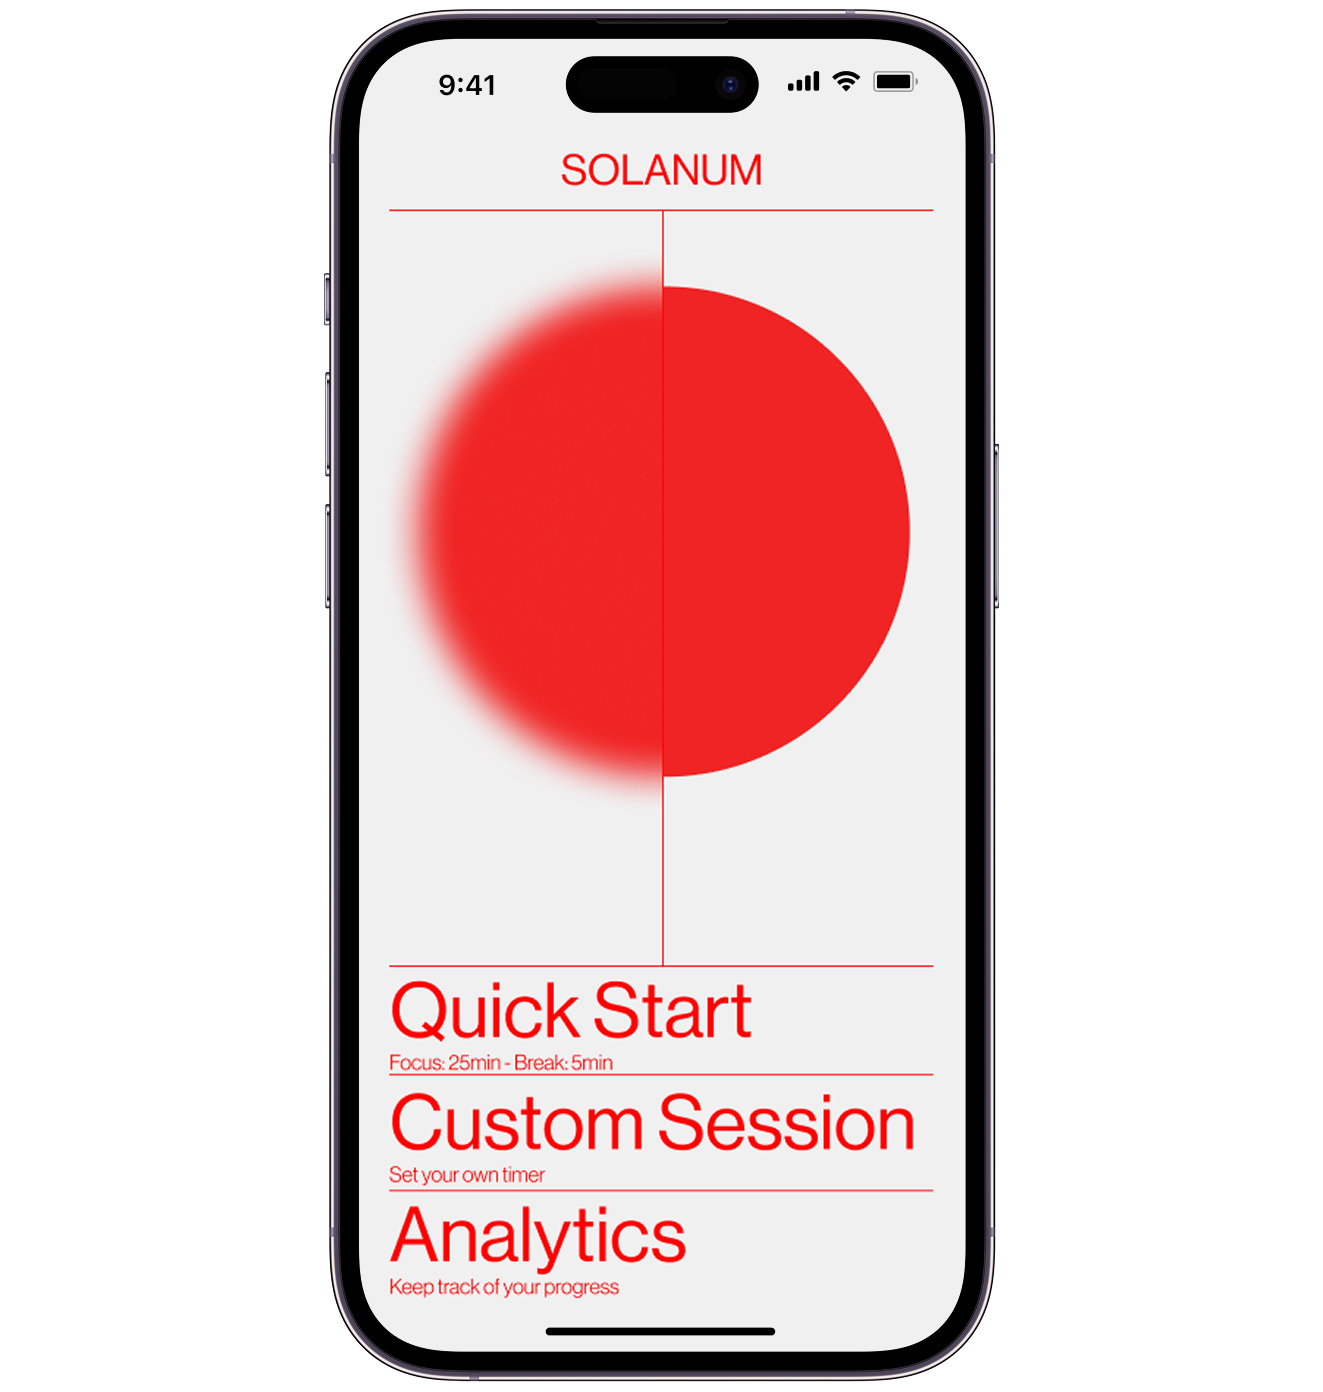 9:41
SOLANUM
Quick Start
Focus: 25min - Break: 5min
Custom Session
Set your own timer
Analytics
Keep track of your progress